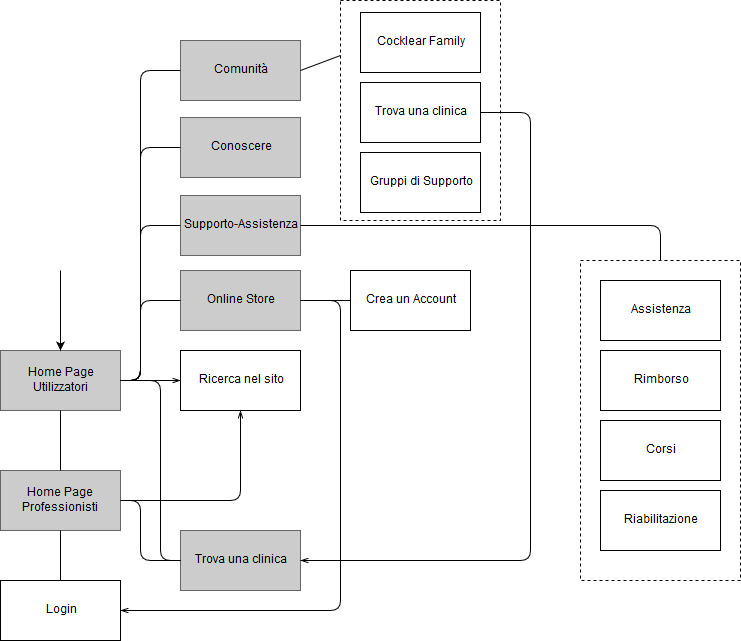 Cocklear Family
Comunità
Trova una clinica
Conoscere
Gruppi di Supporto
Supporto-Assistenza
Online Store
Crea un Account
Assistenza
Home Page
Utilizzatori
Ricerca nel sito
Rimborso
Corsi
Home Page
Professionisti
Riabilitazione
Trova una clinica
Login